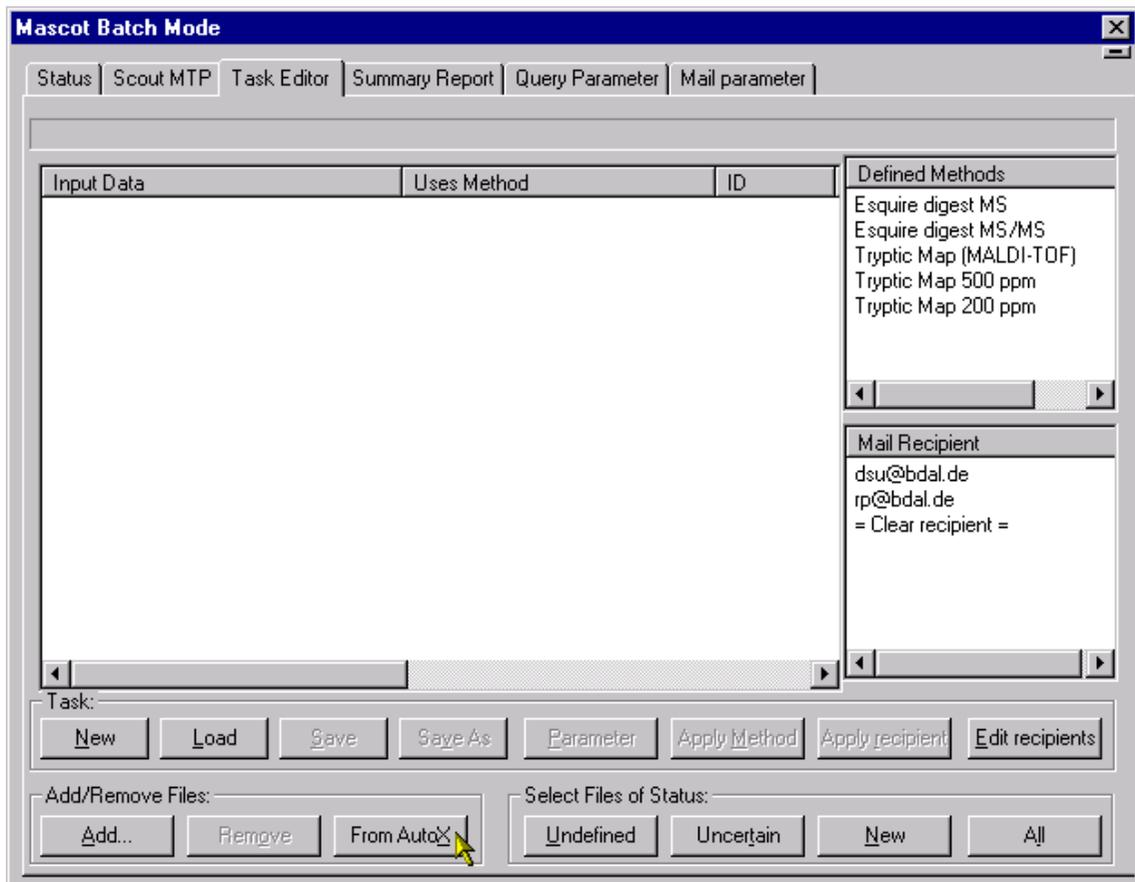 Mascot Batch Mode
Status Scout MTP Task Editor Summary Report Query Parameter Mail parameter
Input Data Uses Method ID
Defined Methods
Esquire digest MS
Esquire digest MS/MS
Tryptic Map (MALDI-TOF)
Tryptic Map 500 ppm
Tryptic Map 200 ppm
Mail Recipient
dsu@bdal.de
rp@bdal.de
= Clear recipient =
Task:
New Load Save Save As Parameter Apply Method Apply recipient Edit recipients
Add/Remove Files:
Add... Remove From AutoX
Select Files of Status:
Undefined Uncertain New All